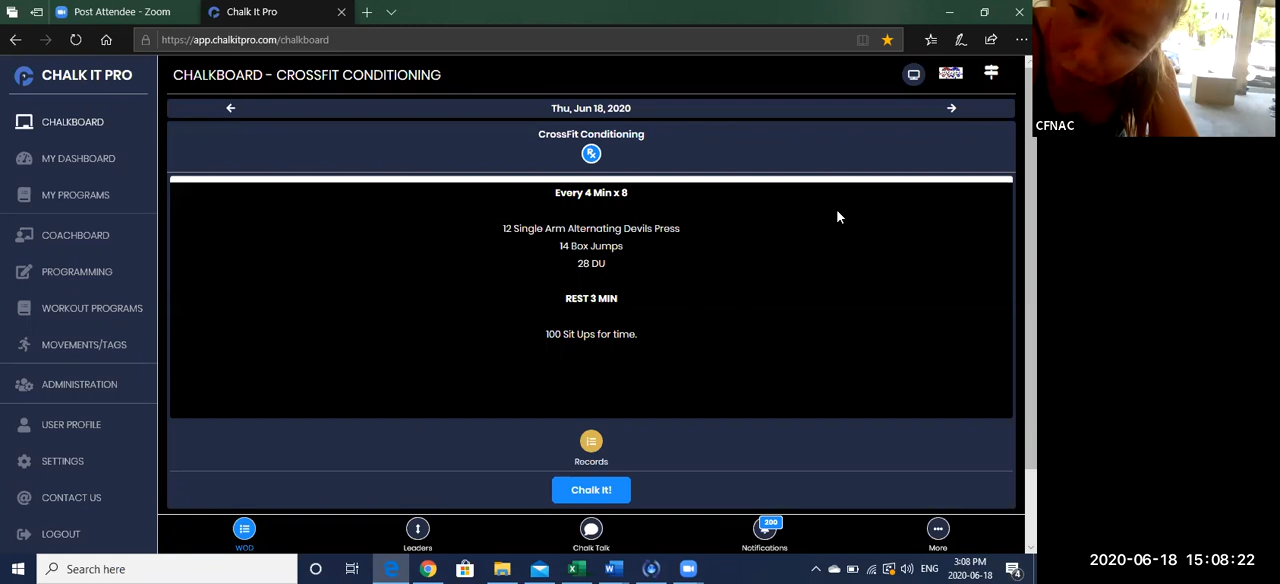 Post Attendee - Zoom
Chalk It Pro
https://app.chalkitpro.com/chalkboard
CFNAC
CHALK IT PRO
CHALKBOARD - CROSSFIT CONDITIONING
CHALKBOARD
MY DASHBOARD
MY PROGRAMS
COACHBOARD
PROGRAMMING
WORKOUT PROGRAMS
MOVEMENTS/TAGS
ADMINISTRATION
USER PROFILE
SETTINGS
CONTACT US
LOGOUT
Thu, Jun 18, 2020
CrossFit Conditioning
Rx
Every 4 Min x 8
12 Single Arm Alternating Devils Press
14 Box Jumps
28 DU
REST 3 MIN
100 Sit Ups for time.
Records
Chalk It!
WOD
Leaders
Chalk Talk
200
Notifications
More
Search here
ENG
3:08 PM
2020-06-18
4
2020-06-18 15:08:22